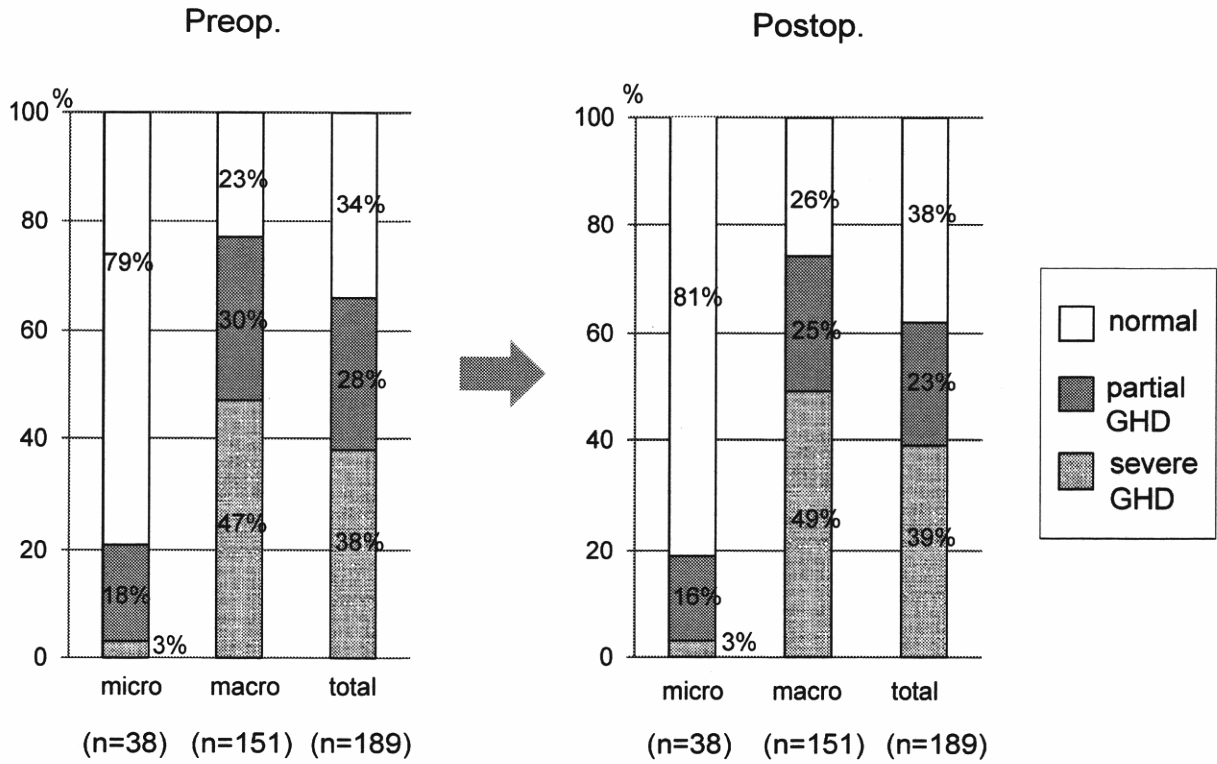 Preop.
Postop.
%
100
80
60
40
20
0
79%
18%
3%
23%
30%
47%
34%
28%
38%
micro macro total
(n=38) (n=151) (n=189)
%
100
80
60
40
20
0
81%
16%
3%
26%
25%
49%
38%
23%
39%
micro macro total
(n=38) (n=151) (n=189)
normal
partial
GHD
severe
GHD